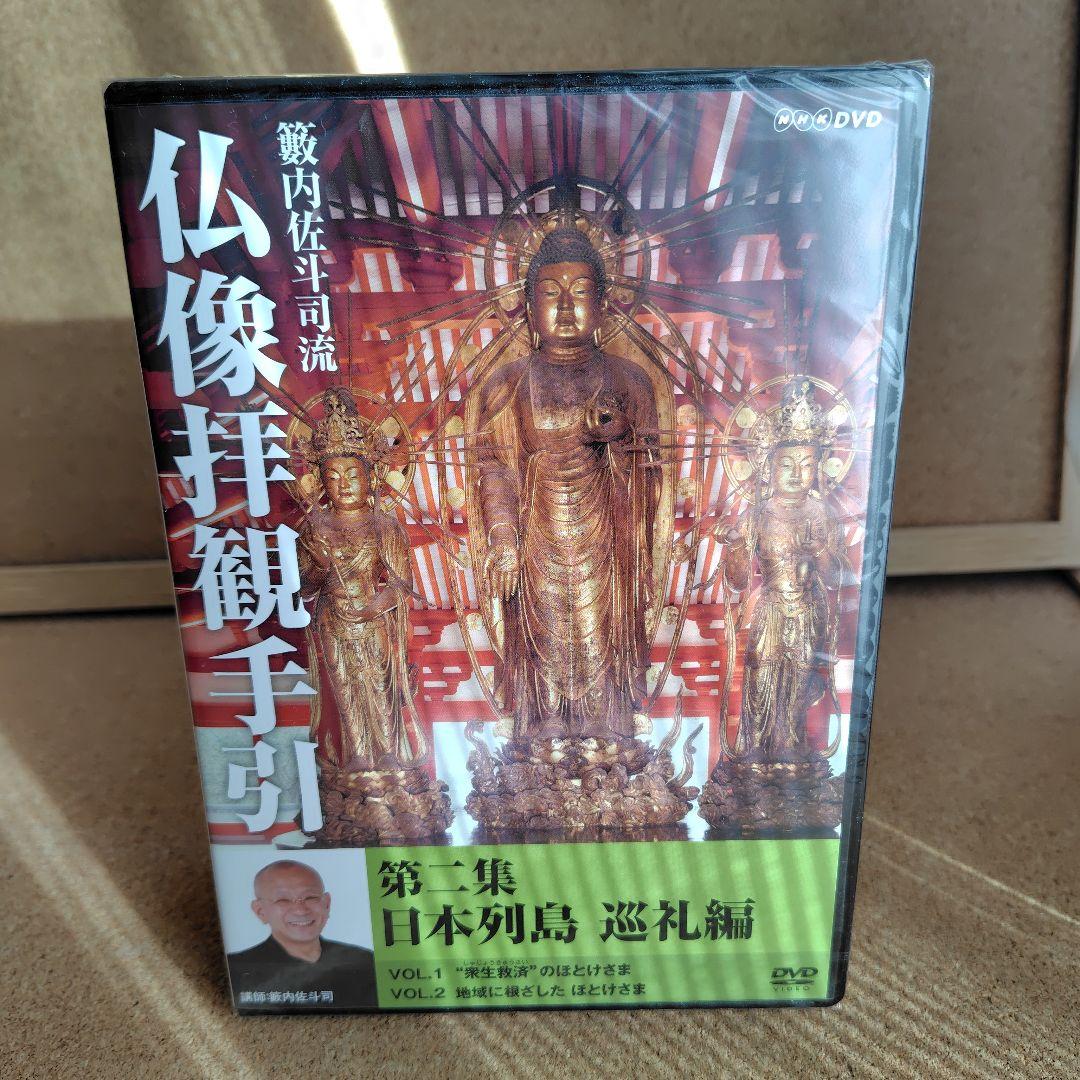 NHK DVD
籔内佐斗司流
仏像拝観手引
第二集
日本列島 巡礼編
しゅじょうきゅうさい
VOL.1 “衆生救済”のほとけさま
VOL.2 地域に根ざした ほとけさま
講師:籔内佐斗司
DVD
VIDEO